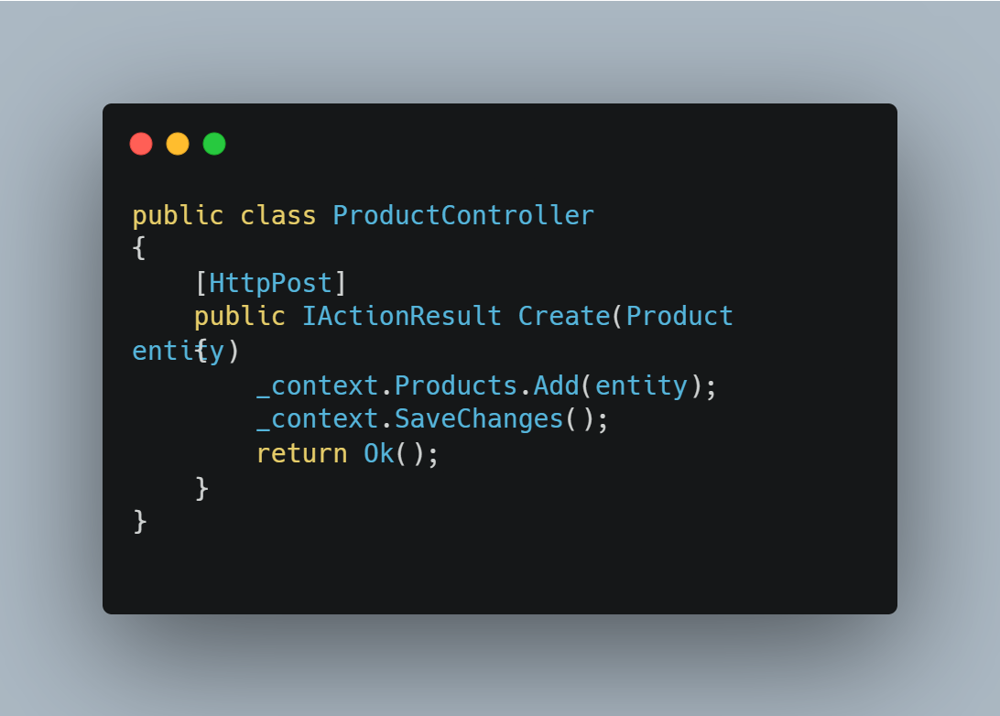 public class ProductController
{
    [HttpPost]
    public IActionResult Create(Product
entity)
    {
        _context.Products.Add(entity);
        _context.SaveChanges();
        return Ok();
    }
}